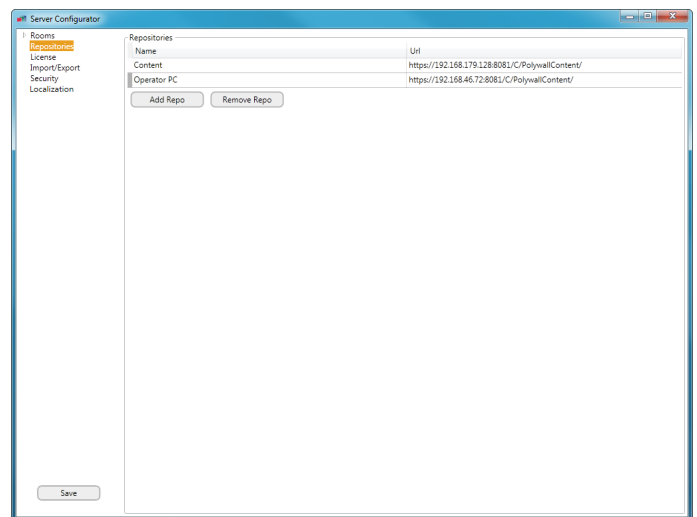 Server Configurator
Rooms
Repositories
License
Import/Export
Security
Localization
Repositories
Name Url
Content https://192.168.179.128:8081/C/PolywallContent/
Operator PC https://192.168.46.72:8081/C/PolywallContent/
Add Repo Remove Repo
Save